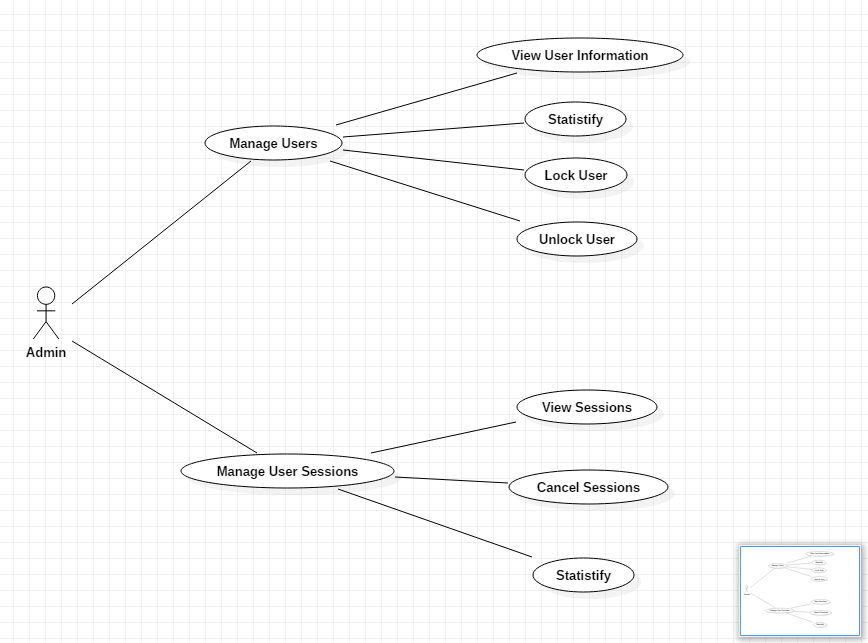 View User Information
Statistify
Manage Users
Lock User
Unlock User
Admin
View Sessions
Manage User Sessions
Cancel Sessions
Statistify